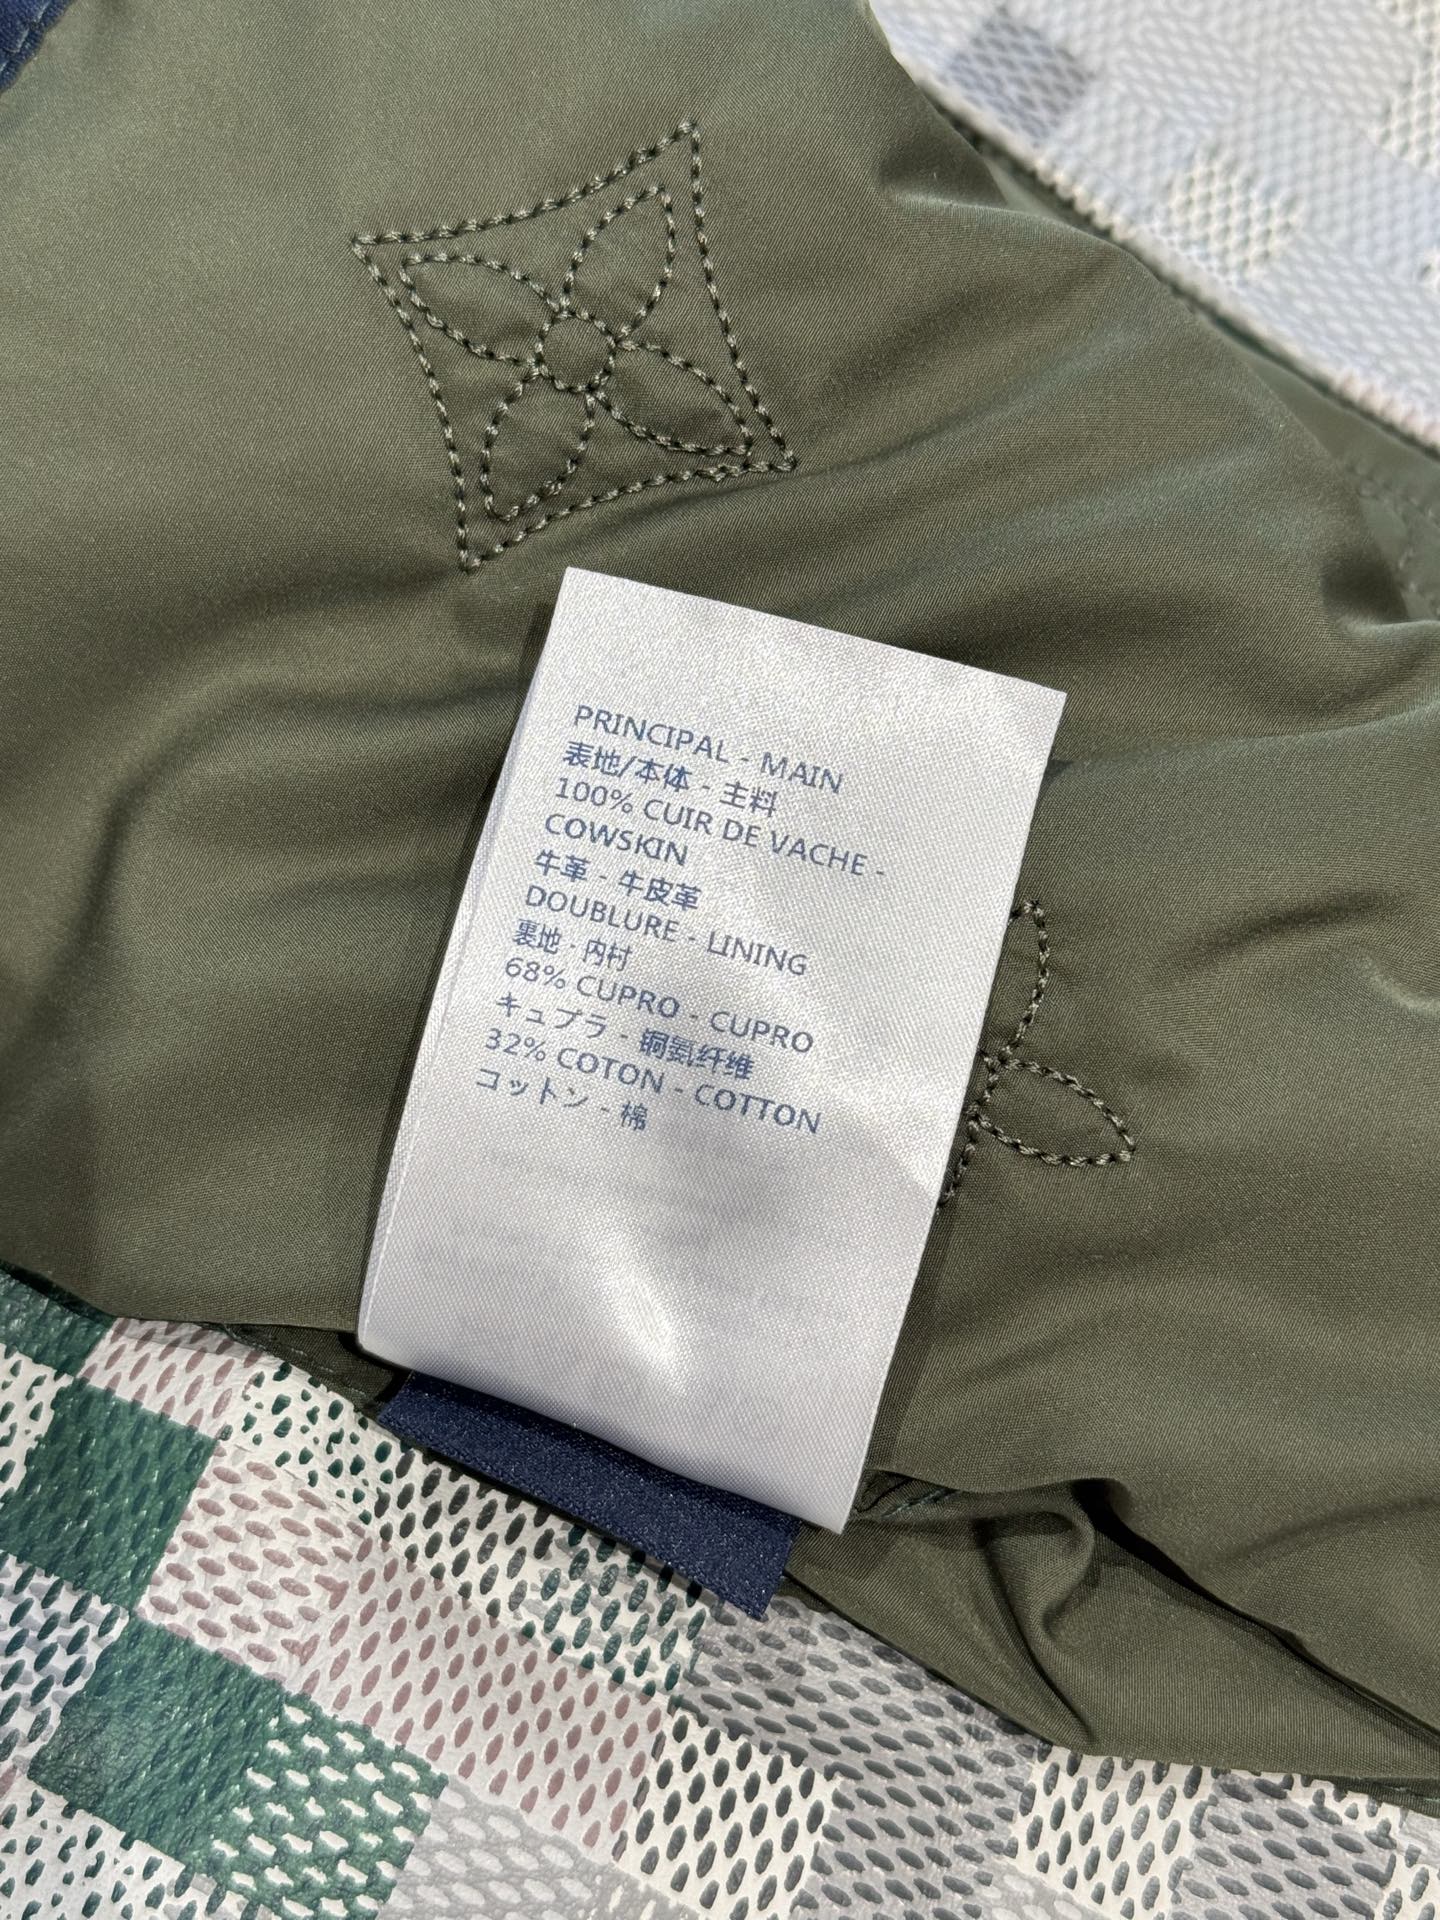 PRINCIPAL - MAIN
表地/本体 - 主料
100% CUIR DE VACHE -
COWSKIN
牛革 - 牛皮革
DOUBLURE - LINING
裏地 - 内村
68% CUPRO - CUPRO
キュプラ - 铜氨纤维
32% COTON - COTTON
コットン - 棉